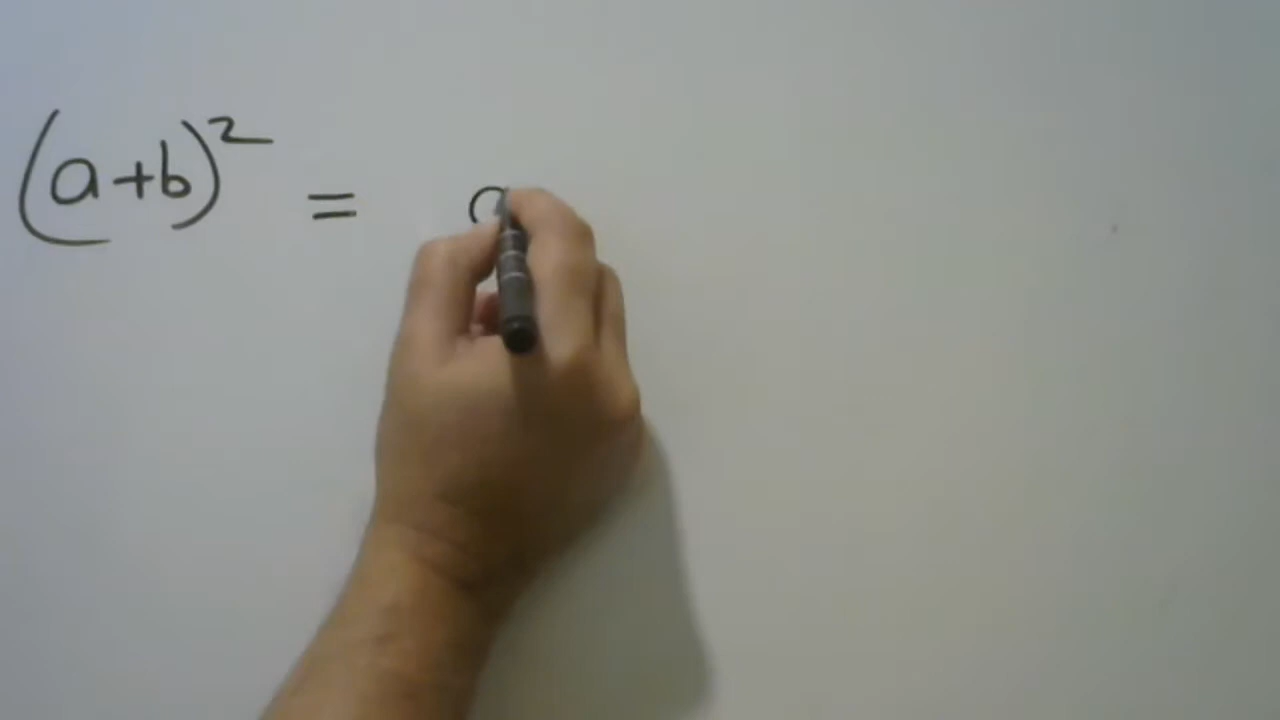 (a+b)² =